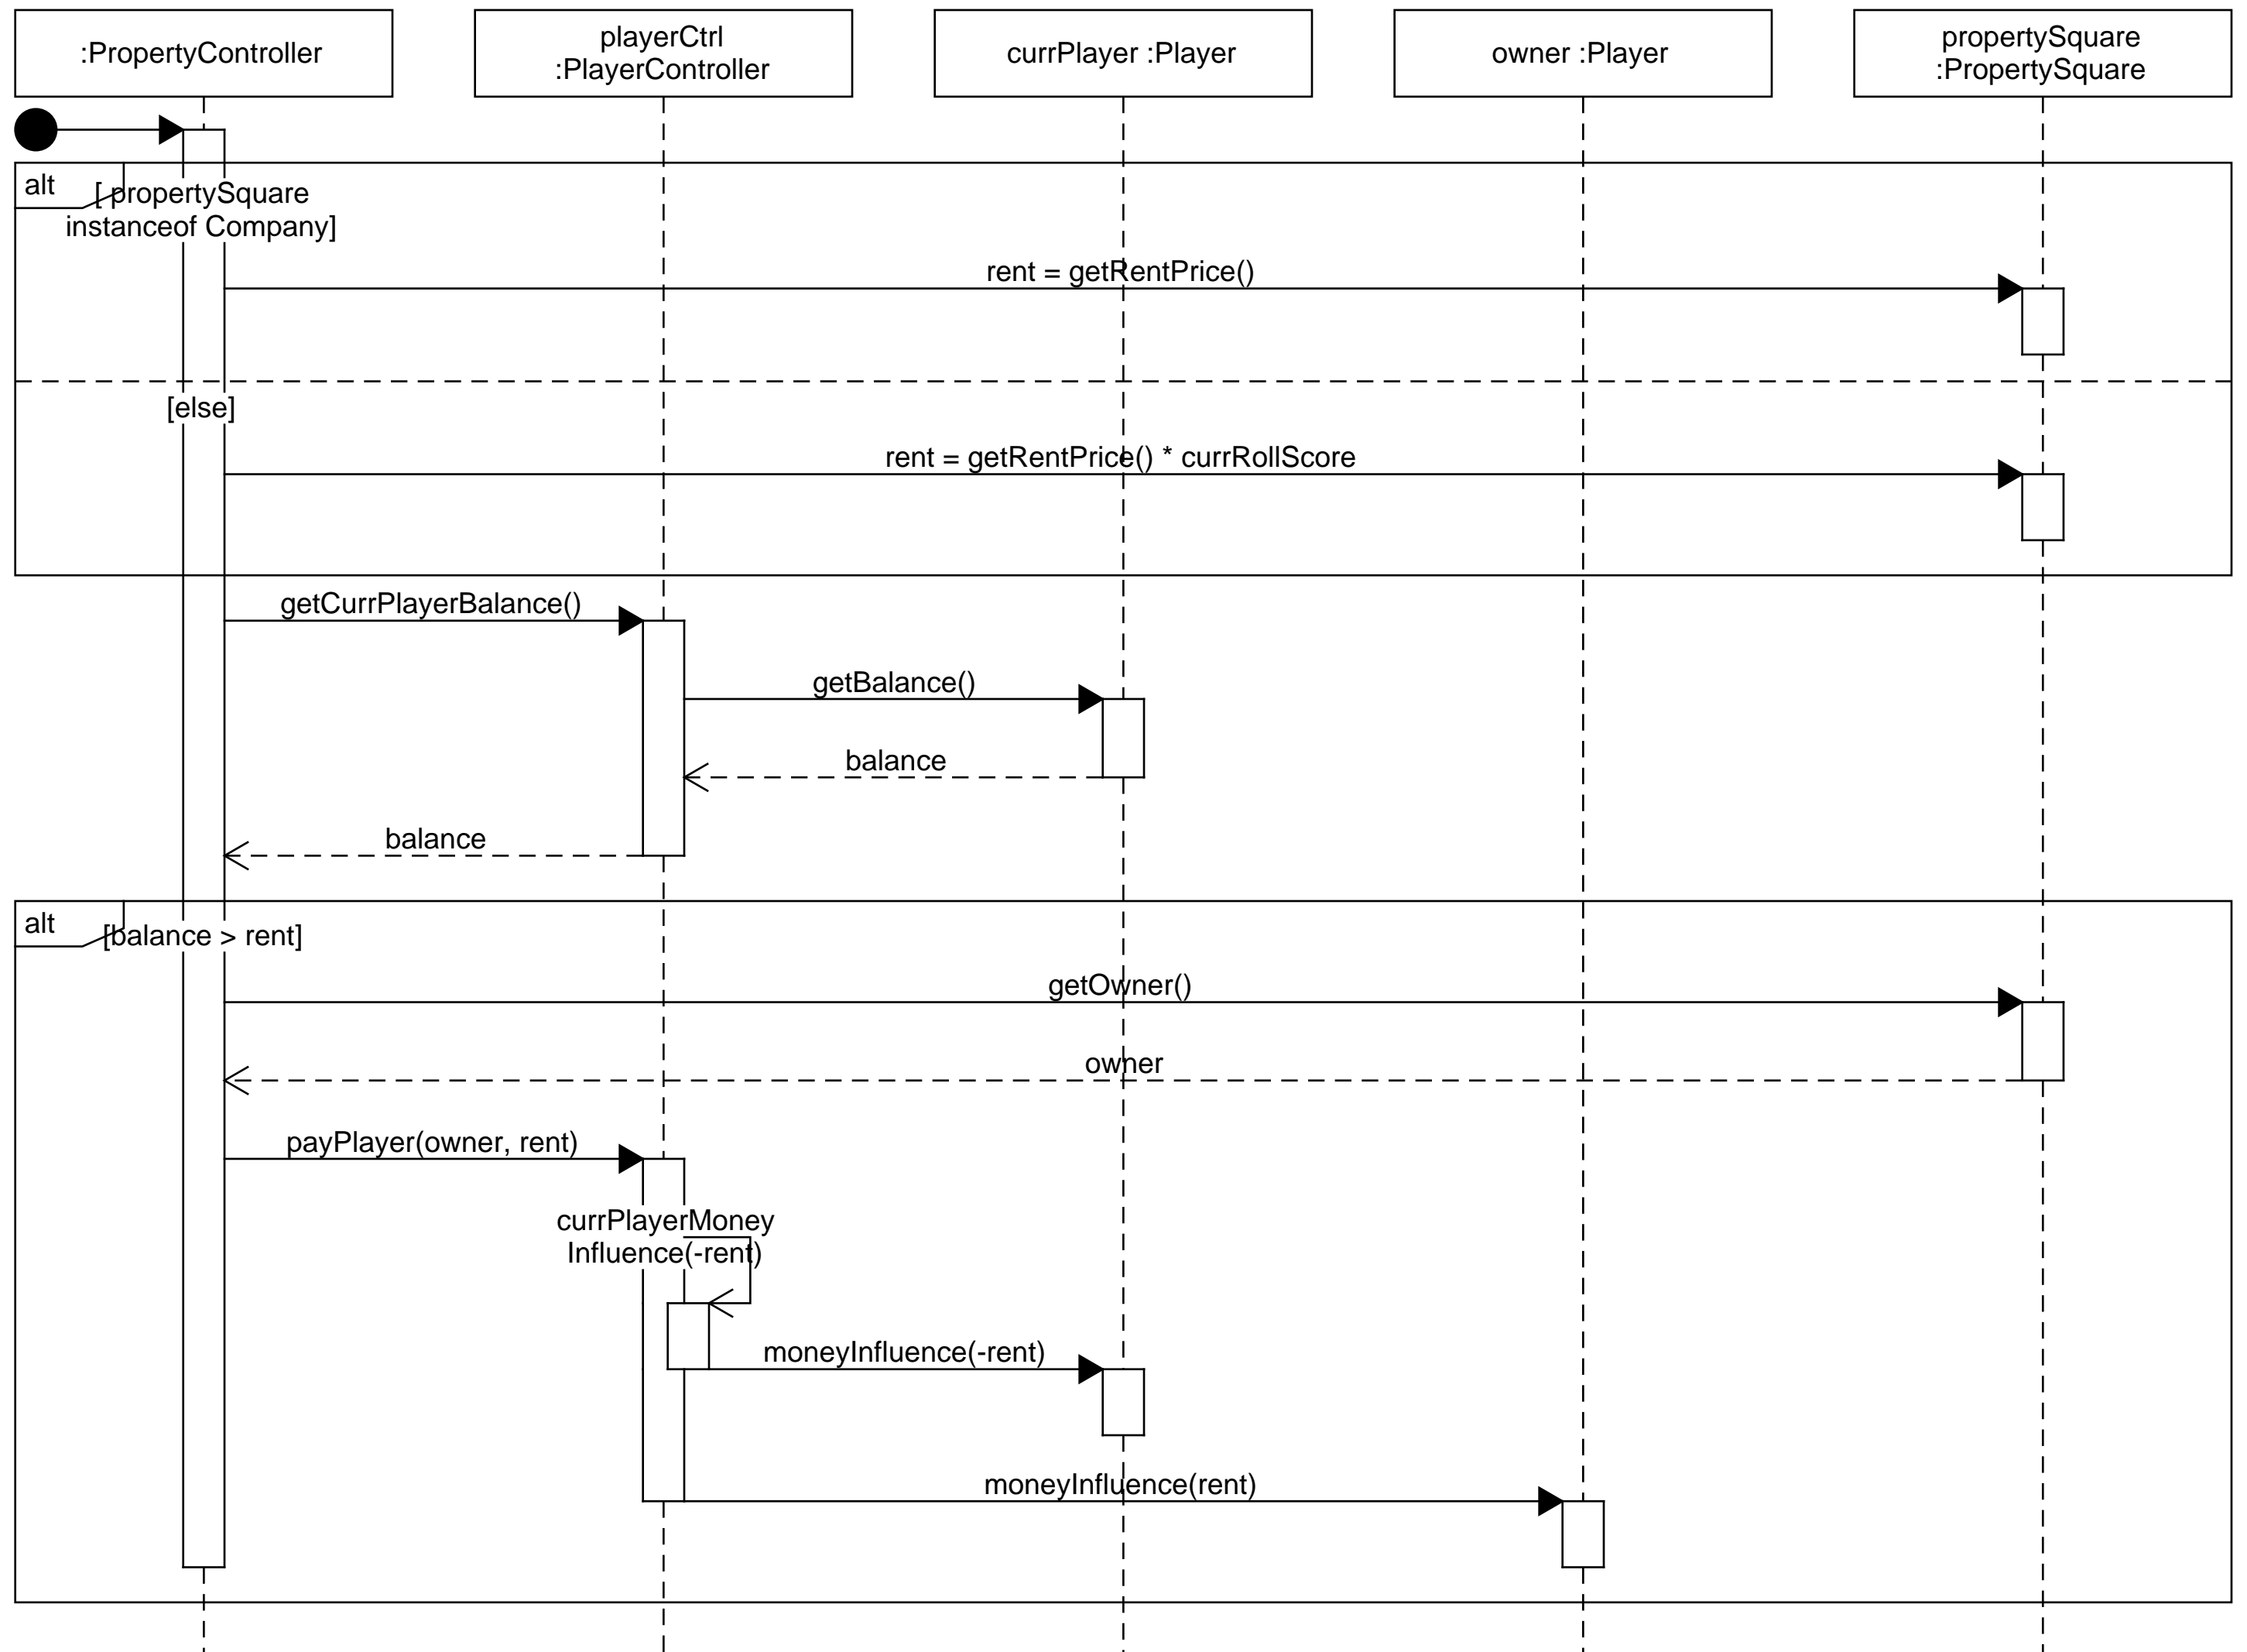 :PropertyController
playerCtrl
:PlayerController
currPlayer :Player
owner :Player
propertySquare
:PropertySquare
alt
[ propertySquare
instanceof Company]
rent = getRentPrice()
[else]
rent = getRentPrice() * currRollScore
getCurrPlayerBalance()
getBalance()
balance
balance
alt
[balance > rent]
getOwner()
owner
payPlayer(owner, rent)
currPlayerMoney
Influence(-rent)
moneyInfluence(-rent)
moneyInfluence(rent)